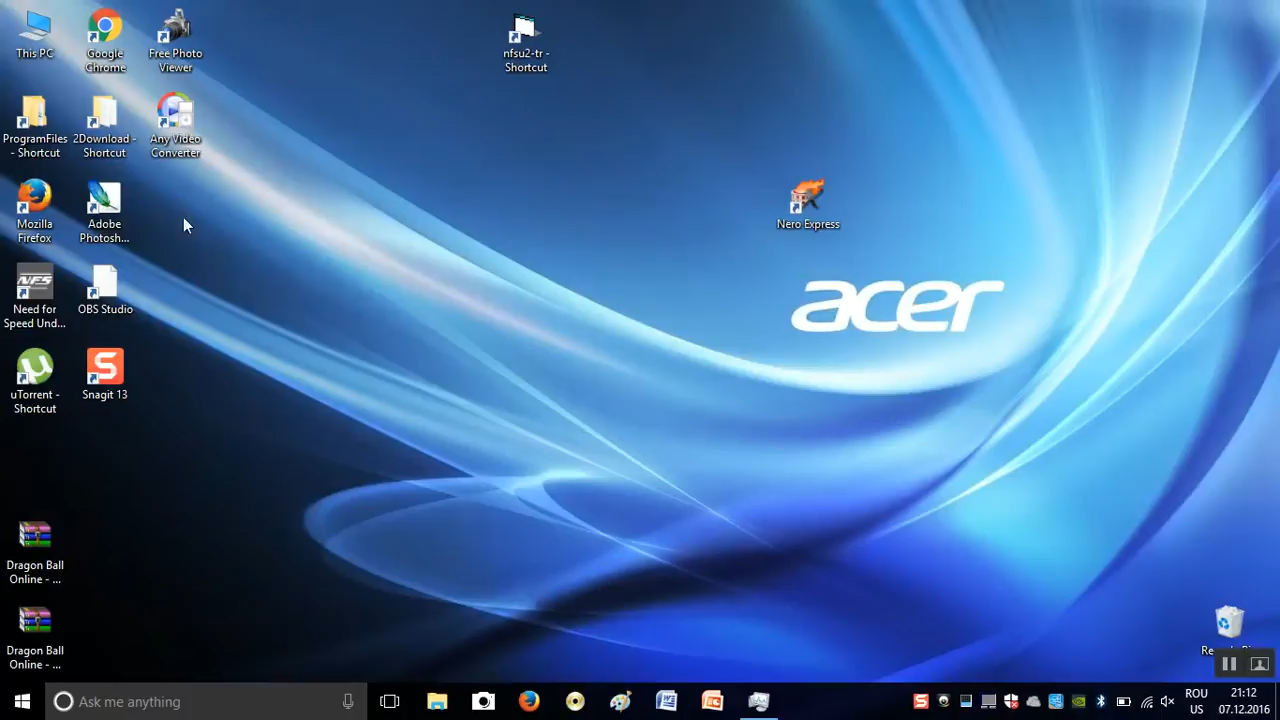 This PC
Google
Chrome
Free Photo
Viewer
nfsu2-tr -
Shortcut
ProgramFiles
- Shortcut
2Download -
Shortcut
Any Video
Converter
Mozilla
Firefox
Adobe
Photosh...
Nero Express
NFS
Need for
Speed Und...
OBS Studio
acer
uTorrent -
Shortcut
S
Snagit 13
Dragon Ball
Online - ...
Dragon Ball
Online - ...
Ask me anything
ROU
US
21:12
07.12.2016